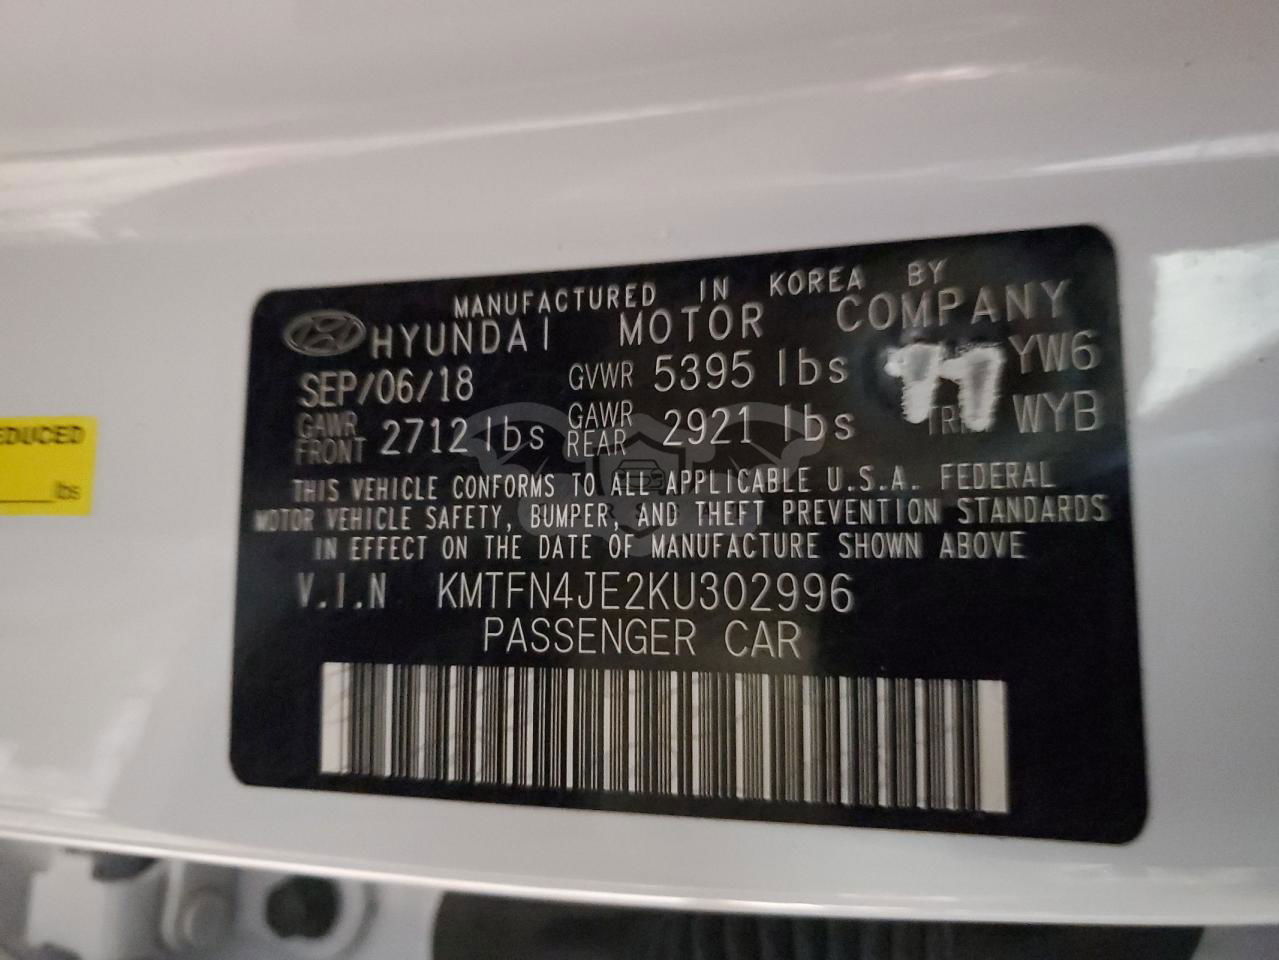 MANUFACTURED IN KOREA BY
HYUNDAI MOTOR COMPANY
SEP/06/18 GVWR 5395 lbs YW6
GAWR FRONT 2712 lbs GAWR REAR 2921 lbs WYB
THIS VEHICLE CONFORMS TO ALL APPLICABLE U.S.A. FEDERAL
MOTOR VEHICLE SAFETY, BUMPER, AND THEFT PREVENTION STANDARDS
IN EFFECT ON THE DATE OF MANUFACTURE SHOWN ABOVE
V.I.N KMTFN4JE2KU302996
PASSENGER CAR
lbs